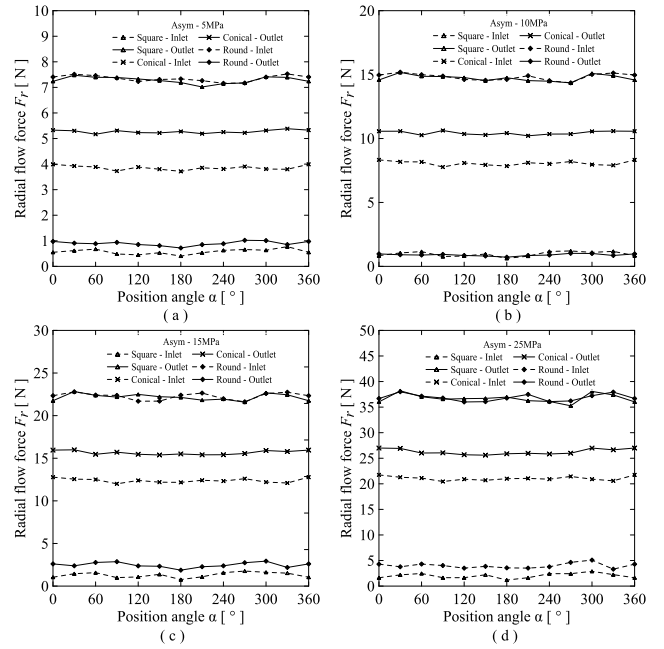 Asym - 5MPa
Square - Inlet
Conical - Outlet
Square - Outlet
Round - Inlet
Conical - Inlet
Round - Outlet
Radial flow force Fr [ N ]
10
9
8
7
6
5
4
3
2
1
0
0 60 120 180 240 300 360
Position angle α [ ° ]
( a )
Asym - 10MPa
Square - Inlet
Conical - Outlet
Square - Outlet
Round - Inlet
Conical - Inlet
Round - Outlet
Radial flow force Fr [ N ]
20
15
10
5
0
0 60 120 180 240 300 360
Position angle α [ ° ]
( b )
Asym - 15MPa
Square - Inlet
Conical - Outlet
Square - Outlet
Round - Inlet
Conical - Inlet
Round - Outlet
Radial flow force Fr [ N ]
30
25
20
15
10
5
0
0 60 120 180 240 300 360
Position angle α [ ° ]
( c )
Asym - 25MPa
Square - Inlet
Conical - Outlet
Square - Outlet
Round - Inlet
Conical - Inlet
Round - Outlet
Radial flow force Fr [ N ]
50
45
40
35
30
25
20
15
10
5
0
0 60 120 180 240 300 360
Position angle α [ ° ]
( d )